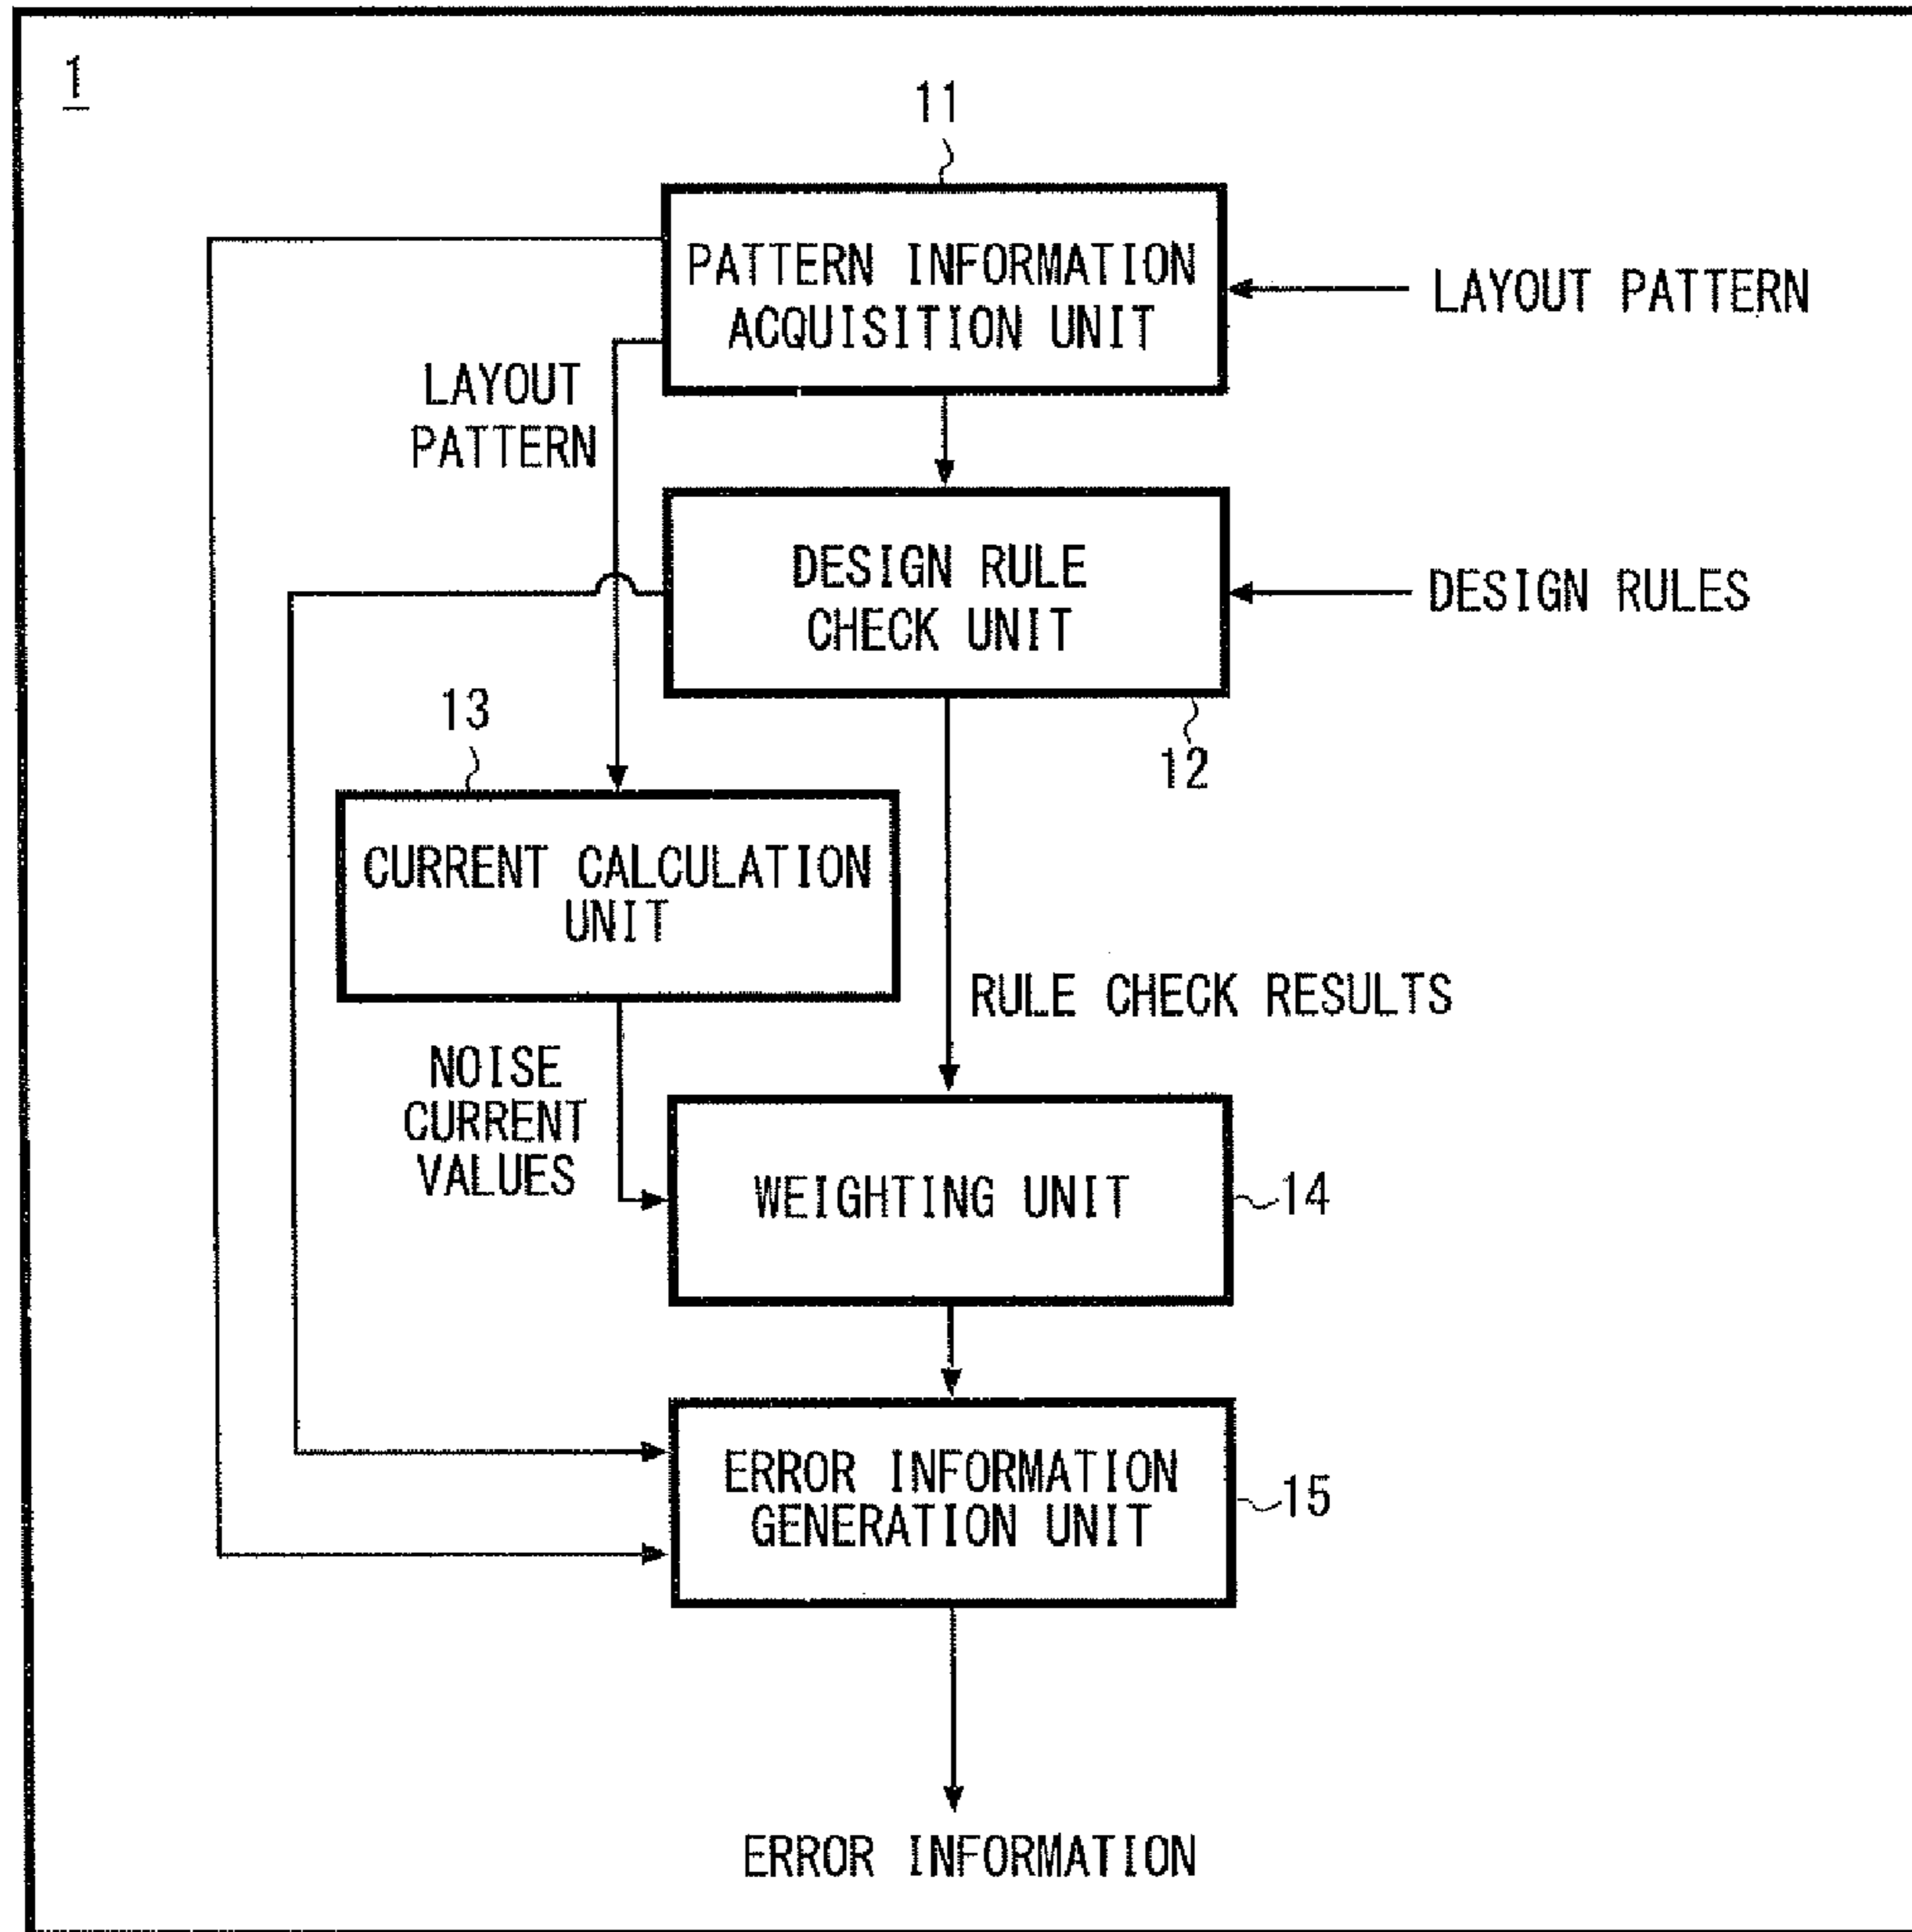 1
11
PATTERN INFORMATION
ACQUISITION UNIT
LAYOUT PATTERN
LAYOUT
PATTERN
DESIGN RULE
CHECK UNIT
DESIGN RULES
12
13
CURRENT CALCULATION
UNIT
RULE CHECK RESULTS
NOISE
CURRENT
VALUES
WEIGHTING UNIT
14
ERROR INFORMATION
GENERATION UNIT
15
ERROR INFORMATION